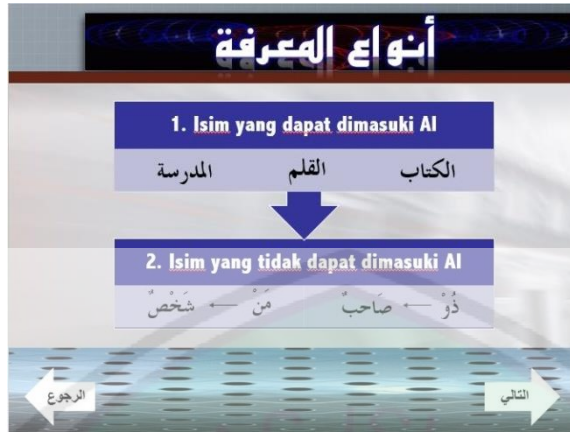 أنواع المعرفة
1. Isim yang dapat dimasuki Al
الكتاب القلم المدرسة
2. Isim yang tidak dapat dimasuki Al
ذُوْ ← صَاحبٌ مَنْ ← شَخْصٌ
الرجوع
التالي